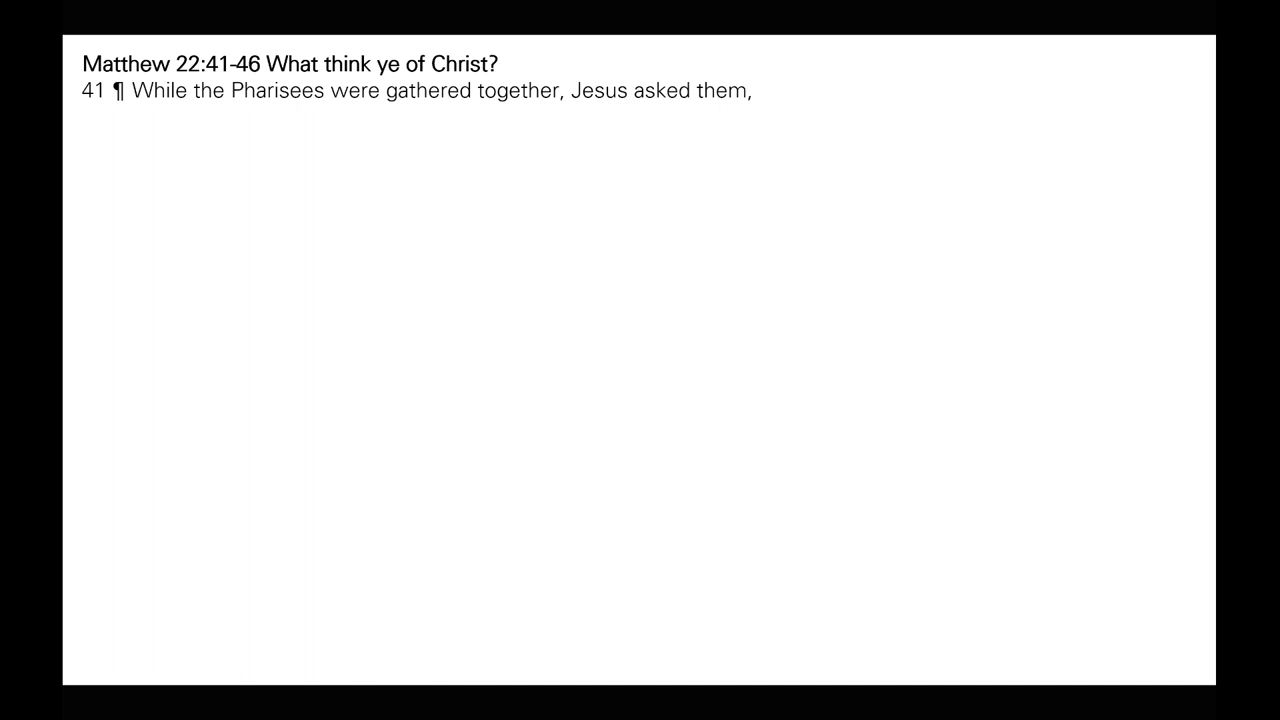 Matthew 22:41-46 What think ye of Christ?
41 ¶ While the Pharisees were gathered together, Jesus asked them,